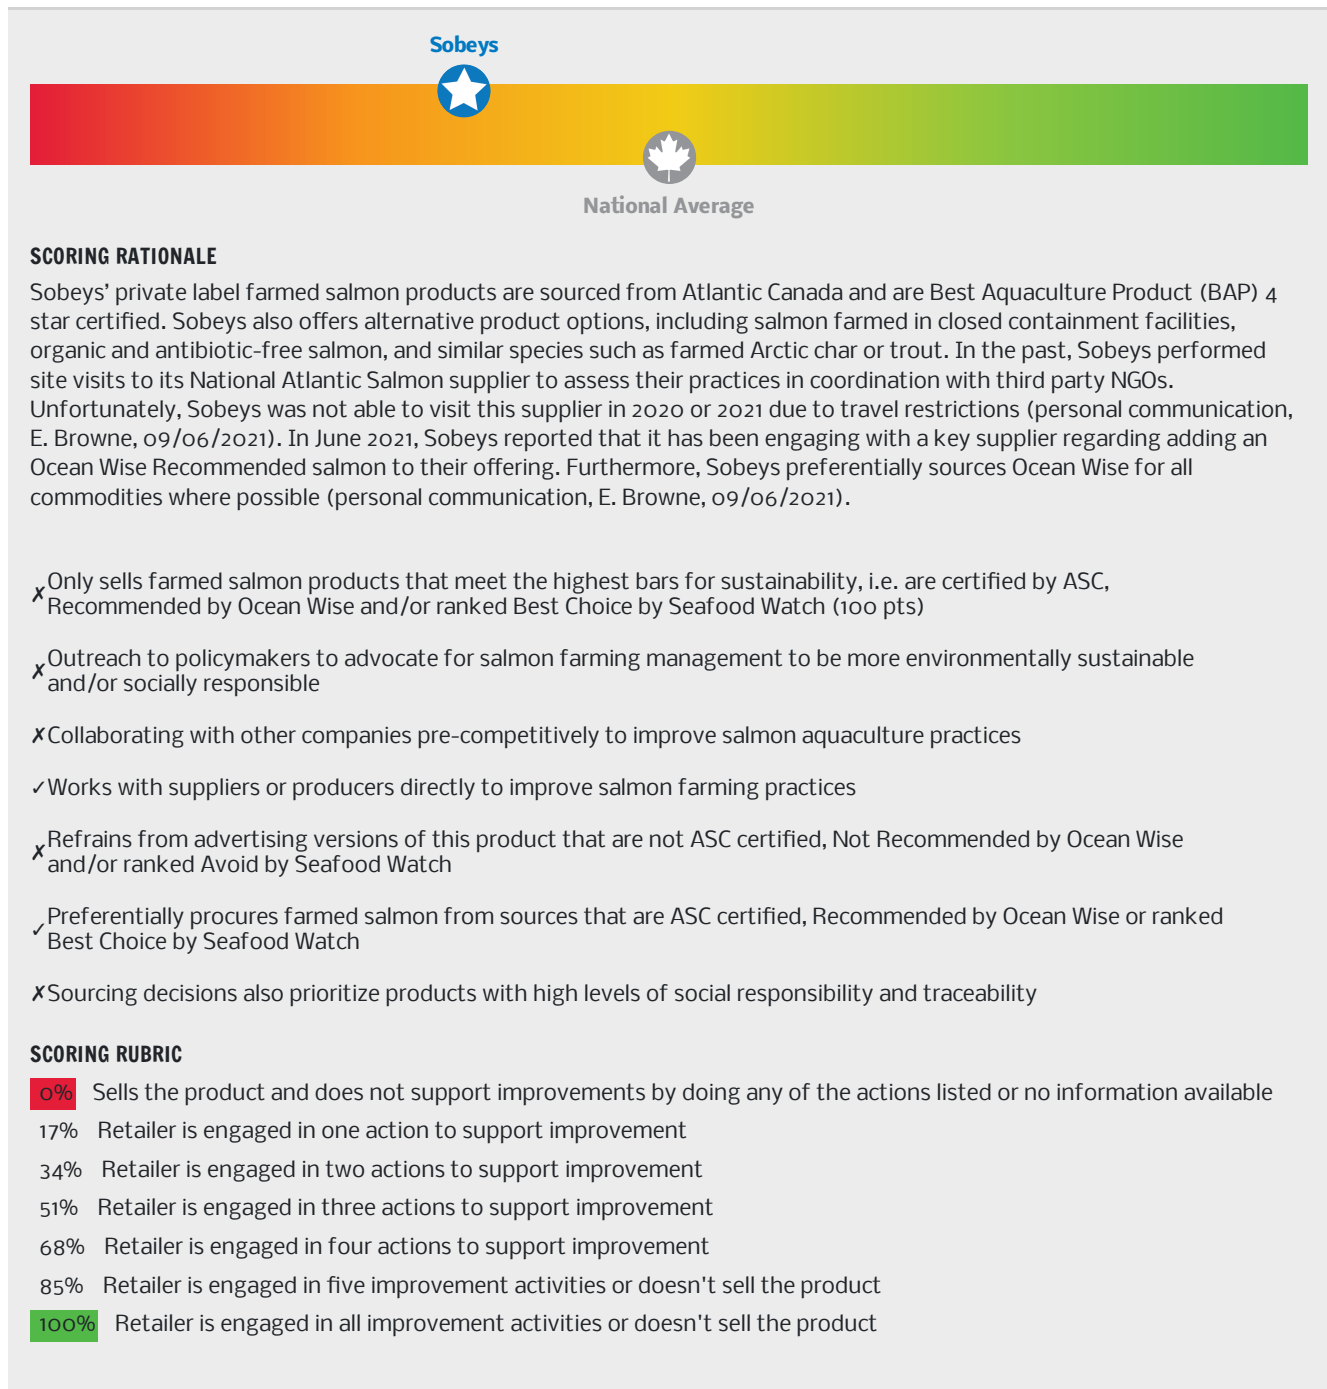 Sobeys
National Average
SCORING RATIONALE
Sobeys’ private label farmed salmon products are sourced from Atlantic Canada and are Best Aquaculture Product (BAP) 4
star certified. Sobeys also offers alternative product options, including salmon farmed in closed containment facilities,
organic and antibiotic-free salmon, and similar species such as farmed Arctic char or trout. In the past, Sobeys performed
site visits to its National Atlantic Salmon supplier to assess their practices in coordination with third party NGOs.
Unfortunately, Sobeys was not able to visit this supplier in 2020 or 2021 due to travel restrictions (personal communication,
E. Browne, 09/06/2021). In June 2021, Sobeys reported that it has been engaging with a key supplier regarding adding an
Ocean Wise Recommended salmon to their offering. Furthermore, Sobeys preferentially sources Ocean Wise for all
commodities where possible (personal communication, E. Browne, 09/06/2021).
✗ Only sells farmed salmon products that meet the highest bars for sustainability, i.e. are certified by ASC,
Recommended by Ocean Wise and/or ranked Best Choice by Seafood Watch (100 pts)
✗ Outreach to policymakers to advocate for salmon farming management to be more environmentally sustainable
and/or socially responsible
✗ Collaborating with other companies pre-competitively to improve salmon aquaculture practices
✓ Works with suppliers or producers directly to improve salmon farming practices
✗ Refrains from advertising versions of this product that are not ASC certified, Not Recommended by Ocean Wise
and/or ranked Avoid by Seafood Watch
✓ Preferentially procures farmed salmon from sources that are ASC certified, Recommended by Ocean Wise or ranked
Best Choice by Seafood Watch
✗ Sourcing decisions also prioritize products with high levels of social responsibility and traceability
SCORING RUBRIC
0% Sells the product and does not support improvements by doing any of the actions listed or no information available
17% Retailer is engaged in one action to support improvement
34% Retailer is engaged in two actions to support improvement
51% Retailer is engaged in three actions to support improvement
68% Retailer is engaged in four actions to support improvement
85% Retailer is engaged in five improvement activities or doesn't sell the product
100% Retailer is engaged in all improvement activities or doesn't sell the product